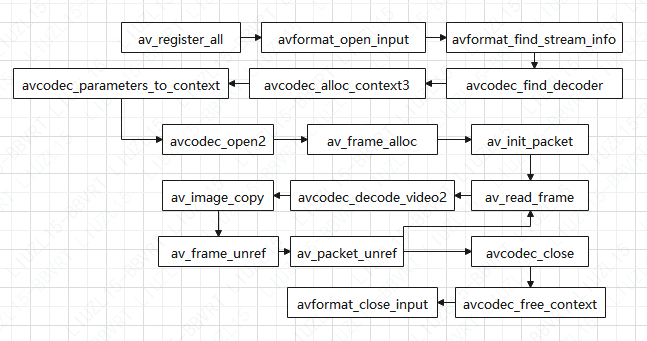 av_register_all
avformat_open_input
avformat_find_stream_info
avcodec_parameters_to_context
avcodec_alloc_context3
avcodec_find_decoder
avcodec_open2
av_frame_alloc
av_init_packet
av_image_copy
avcodec_decode_video2
av_read_frame
av_frame_unref
av_packet_unref
avcodec_close
avformat_close_input
avcodec_free_context